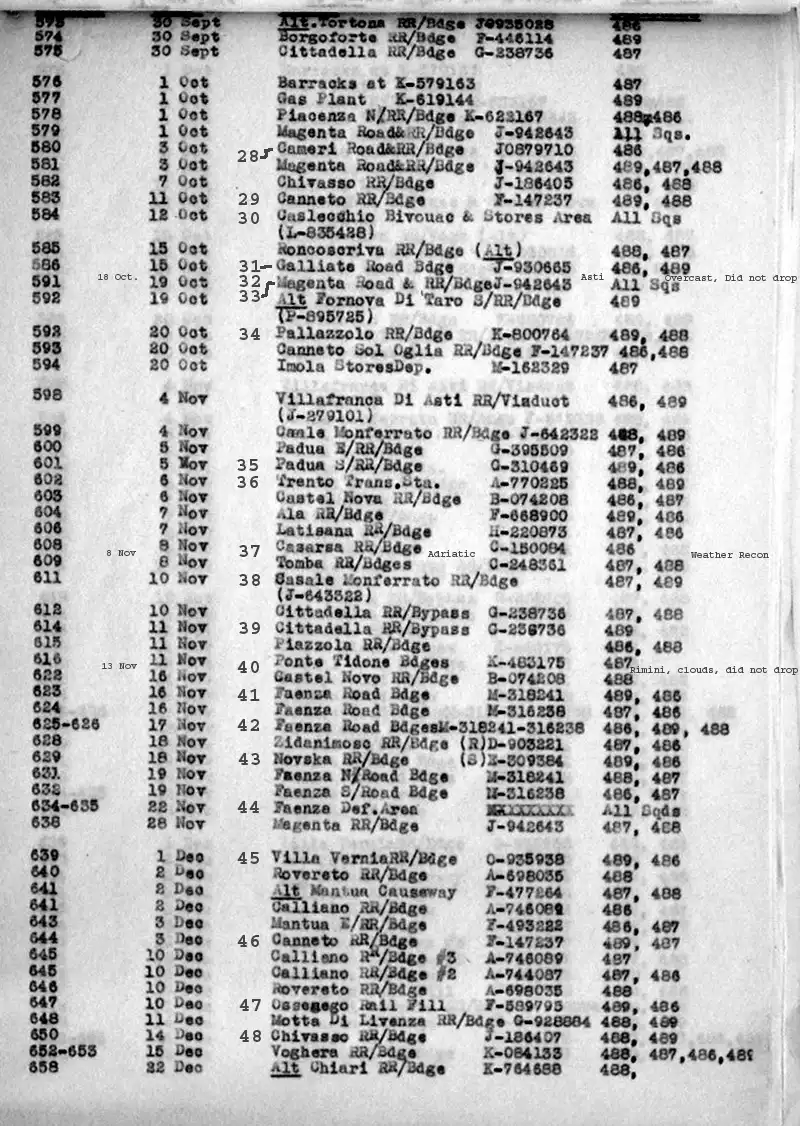 573 30 Sept Alt.Tortona RR/Bdge J0935028 486
574 30 Sept Borgoforte RR/Bdge F-446114 489
575 30 Sept Cittadella RR/Bdge G-238736 487
576 1 Oct Barracks at K-579163 487
577 1 Oct Gas Plant K-619144 489
578 1 Oct Piacenza N/RR/Bdge K-622167 488,486
579 1 Oct Magenta Road& RR/Bdge J-942643 All Sqs.
580 3 Oct 28 Cameri Road&RR/Bdge J0879710 486
581 3 Oct Magenta Road&RR/Bdge J-942643 489,487,488
582 7 Oct Chivasso RR/Bdge J-186405 486, 488
583 11 Oct 29 Canneto RR/Bdge F-147237 489, 488
584 12 Oct 30 Caslecchio Bivouac & Stores Area All Sqs
(L-835428)
585 15 Oct Roncoscriva RR/Bdge (Alt) 488, 487
586 15 Oct 31- Galliate Road Bdge J-930665 486, 489
18 Oct. Asti Overcast, Did not drop
591 19 Oct 32 Magenta Road & RR/BdgeJ-942643 All Sqs
592 19 Oct 33 Alt Fornova Di Taro S/RR/Bdge 489
(P-895725)
592 20 Oct 34 Pallazzolo RR/Bdge K-800764 489, 488
593 20 Oct Canneto Sol Oglia RR/Bdge F-147237 486,488
594 20 Oct Imola StoresDep. M-162329 487
598 4 Nov Villafranca Di Asti RR/Viaduct 486, 489
(J-279101)
599 4 Nov Casle Monferrato RR/Bdge J-642322 488, 489
600 5 Nov Padua E/RR/Bdge G-395509 487, 486
601 5 Nov 35 Padua S/RR/Bdge G-310469 489, 486
602 6 Nov 36 Trento Trans.Sta. A-770225 488, 489
603 6 Nov Castel Nova RR/Bdge B-074208 486, 487
604 7 Nov Ala RR/Bdge F-668900 489, 486
606 7 Nov Latisana RR/Bdge H-220873 487, 486
608 8 Nov 37 Casarsa RR/Bdge C-150084 486
8 Nov Adriatic Weather Recon
609 8 Nov Tomba RR/Bdges C-248361 487, 488
611 10 Nov 38 Casale Monferrato RR/Bdge 487, 489
(J-643322)
612 10 Nov Cittadella RR/Bypass G-238736 487, 488
614 11 Nov 39 Cittadella RR/Bypass G-236736 489
615 11 Nov Piazzola RR/Bdge 486, 488
616 11 Nov Ponte Tidone Bdges K-483175 487
13 Nov 40 Rimini, clouds, did not drop
622 16 Nov Castel Novo RR/Bdge B-074208 488
623 16 Nov 41 Faenza Road Bdge M-318241 489, 486
624 16 Nov Faenza Road Bdge M-316238 487, 486
625-626 17 Nov 42 Faenza Road BdgesM-318241-316238 486, 489, 488
628 18 Nov Zidanimosc RR/Bdge (R)D-903221 487, 486
629 18 Nov 43 Novska RR/Bdge (S)X-309384 489, 486
631 19 Nov Faenza N/Road Bdge M-318241 488, 487
632 19 Nov Faenza S/Road Bdge M-316238 486, 487
634-635 22 Nov 44 Faenza Def.Area All Sqds
638 28 Nov Magenta RR/Bdge J-942643 487, 488
639 1 Dec 45 Villa VerniaRR/Bdge O-935938 489, 486
640 2 Dec Rovereto RR/Bdge A-698035 488
641 2 Dec Alt Mantua Causeway F-477264 487, 488
641 2 Dec Calliano RR/Bdge A-746081 486
643 3 Dec Mantua E/RR/Bdge F-493222 486, 487
644 3 Dec 46 Canneto RR/Bdge F-147237 489, 487
645 10 Dec Calliano RR/Bdge #3 A-746089 487
645 10 Dec Calliano RR/Bdge #2 A-744087 487, 486
646 10 Dec Rovereto RR/Bdge A-698035 488
647 10 Dec 47 Ossegego Rail Fill F-589793 489, 486
648 11 Dec Motta Di Livenza RR/Bdge G-928884 488, 489
650 14 Dec 48 Chivasso RR/Bdge J-186407 488, 489
652-653 15 Dec Voghera RR/Bdge K-084133 488, 487,486,489
658 22 Dec Alt Chiari RR/Bdge K-764688 488,